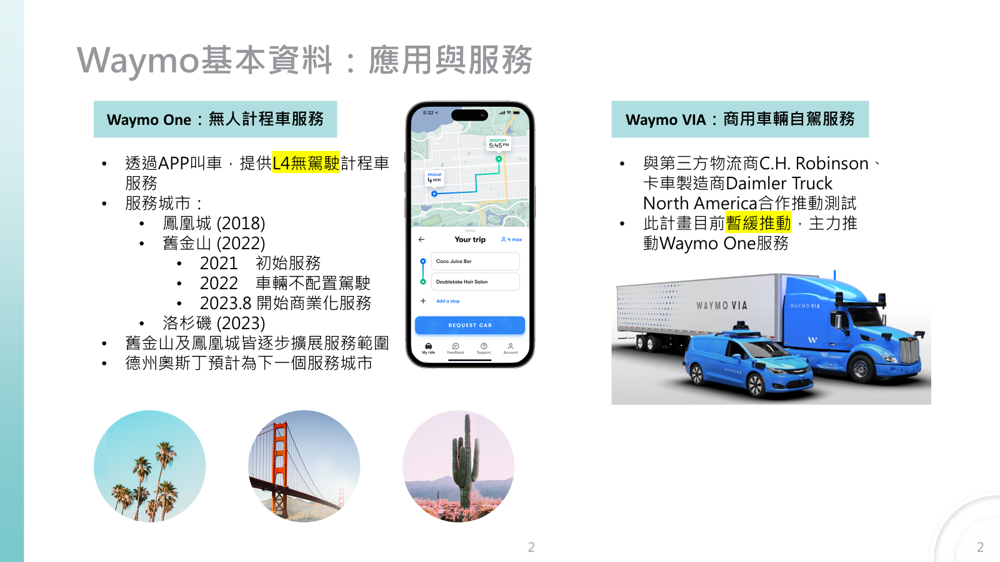 Waymo基本資料：應用與服務
Waymo One：無人計程車服務
• 透過APP叫車，提供L4無駕駛計程車
服務
• 服務城市：
• 鳳凰城 (2018)
• 舊金山 (2022)
• 2021 初始服務
• 2022 車輛不配置駕駛
• 2023.8 開始商業化服務
• 洛杉磯 (2023)
• 舊金山及鳳凰城皆逐步擴展服務範圍
• 德州奧斯丁預計為下一個服務城市
5:32
DROPOFF
5:45 PM
PICKUP
4 MIN
Your trip
4 max
Coco Juice Bar
Doubletake Hair Salon
Add a stop
REQUEST CAR
My ride
Feedback
Support
Account
Waymo VIA：商用車輛自駕服務
• 與第三方物流商C.H. Robinson、
卡車製造商Daimler Truck
North America合作推動測試
• 此計畫目前暫緩推動，主力推
動Waymo One服務
WAYMO VIA
WAYMO VIA
WAYMO VIA
2
2